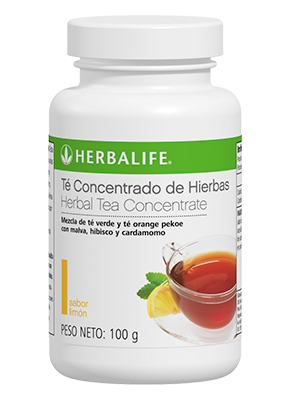 HERBALIFE®
Té Concentrado de Hierbas
Herbal Tea Concentrate
Mezcla de té verde y té orange pekoe
con malva, hibisco y cardamomo
sabor
limón
PESO NETO: 100 g